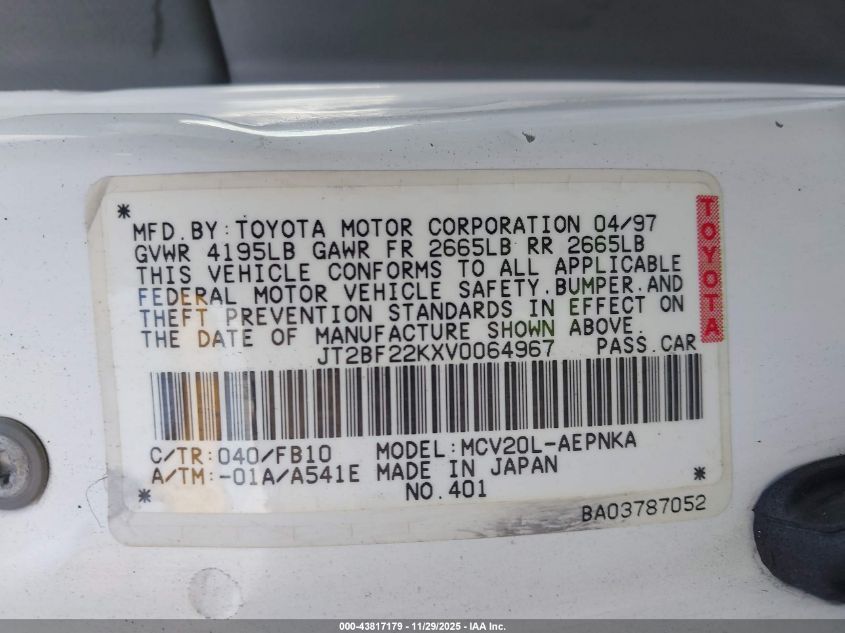 * MFD.BY:TOYOTA MOTOR CORPORATION 04/97
GVWR 4195LB GAWR FR 2665LB RR 2665LB
THIS VEHICLE CONFORMS TO ALL APPLICABLE
FEDERAL MOTOR VEHICLE SAFETY,BUMPER,AND
THEFT PREVENTION STANDARDS IN EFFECT ON
THE DATE OF MANUFACTURE SHOWN ABOVE.
JT2BF22KXV0064967 PASS.CAR
TOYOTA
C/TR:040/FB10 MODEL:MCV20L-AEPNKA
A/TM:-01A/A541E MADE IN JAPAN *
* NO.401
BA03787052
000-43817179 - 11/29/2025 - IAA Inc.